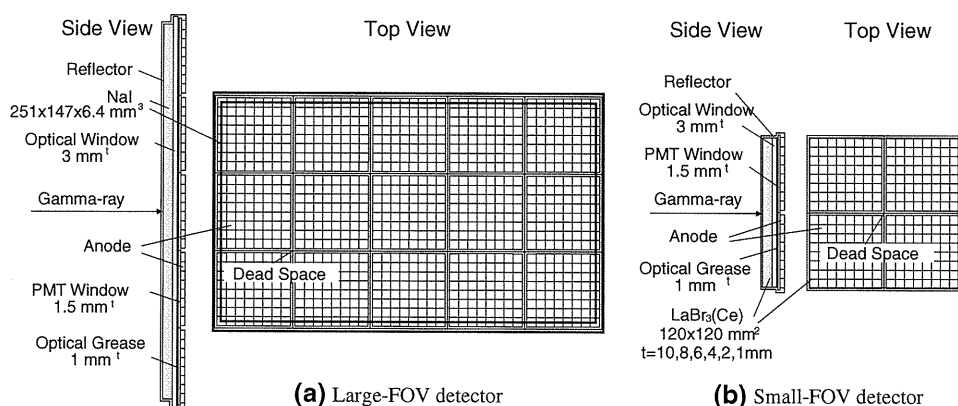 Side View
Top View
Reflector
NaI
251x147x6.4 mm³
Optical Window
3 mm ᵗ
Gamma-ray
Anode
Dead Space
PMT Window
1.5 mm ᵗ
Optical Grease
1 mm ᵗ
(a) Large-FOV detector
Side View
Top View
Reflector
Optical Window
3 mm ᵗ
PMT Window
1.5 mm ᵗ
Gamma-ray
Anode
Dead Space
Optical Grease
1 mm ᵗ
LaBr₃(Ce)
120x120 mm²
t=10,8,6,4,2,1mm
(b) Small-FOV detector